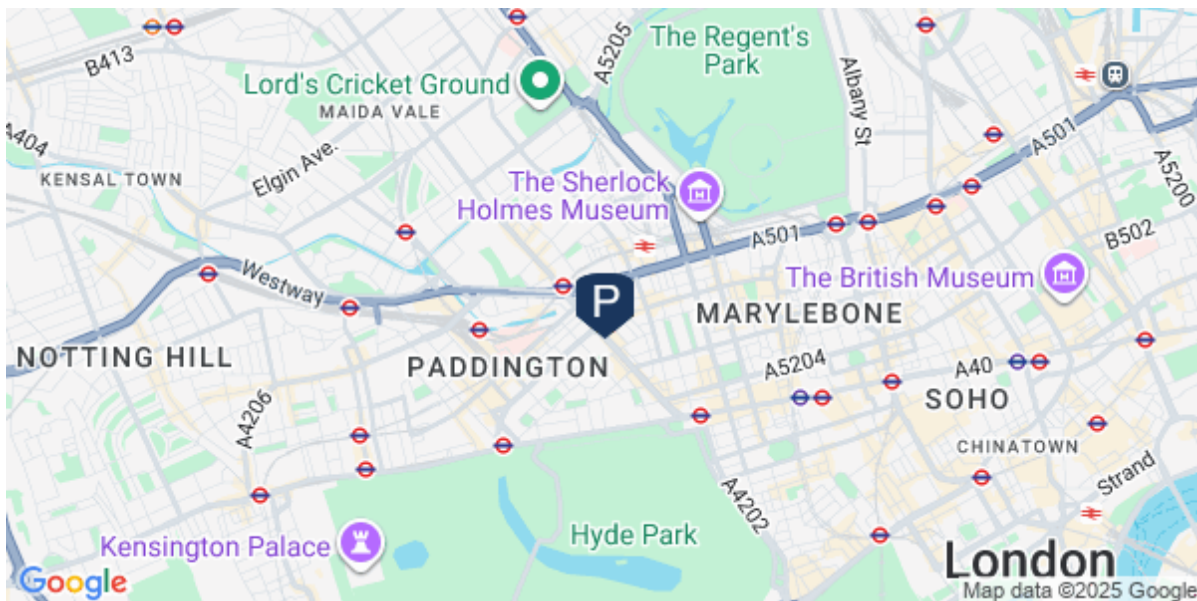 B413
A5205
The Regent's
Park
Lord's Cricket Ground
MAIDA VALE
Albany St
A404
Elgin Ave.
A501
KENSAL TOWN
A5200
The Sherlock
Holmes Museum
A501
B502
Westway
The British Museum
P
MARYLEBONE
NOTTING HILL
PADDINGTON
A5204
A40
A4206
SOHO
CHINATOWN
Strand
A4202
Hyde Park
Kensington Palace
London
Google
Map data ©2025 Google